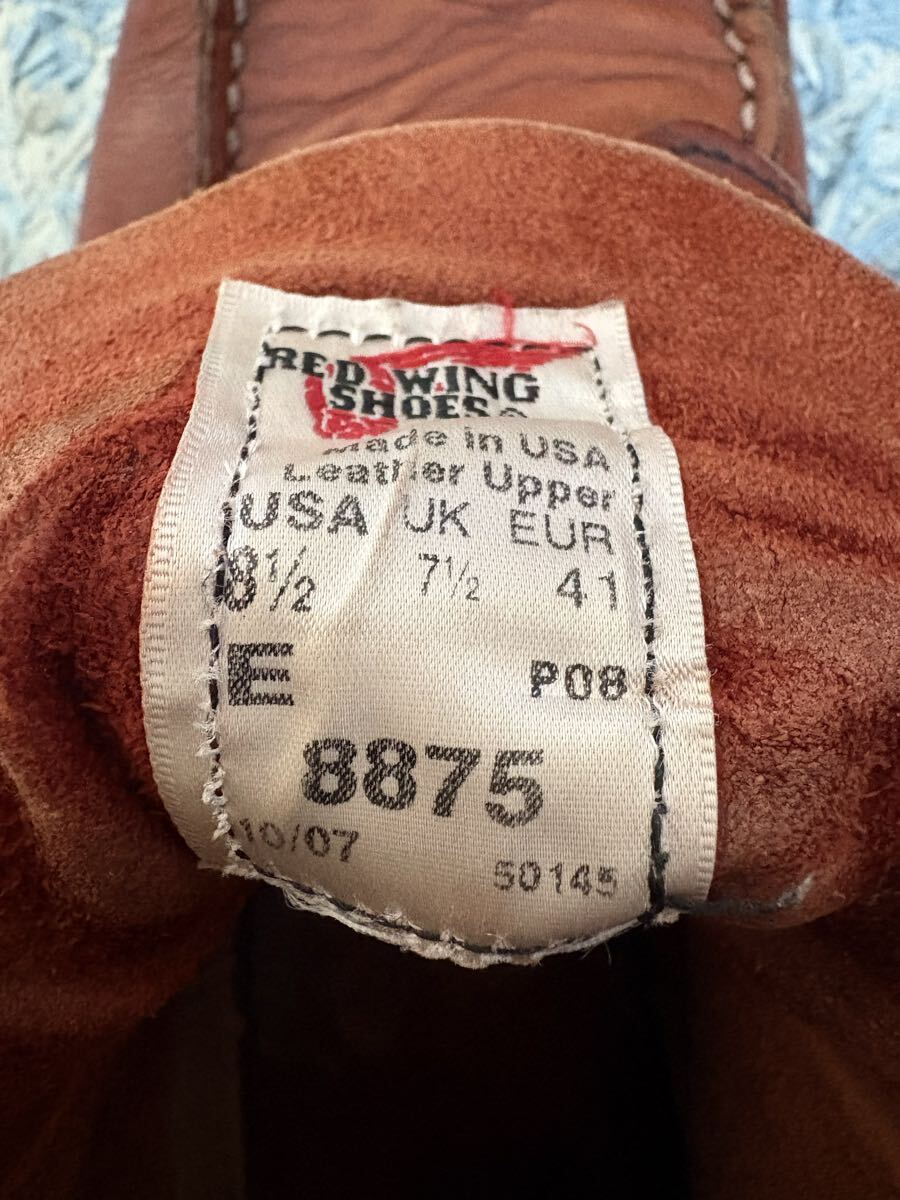 RED WING
SHOES®
Made in USA
Leather Upper
USA UK EUR
8½ 7½ 41
E P08
8875
10/07
50145